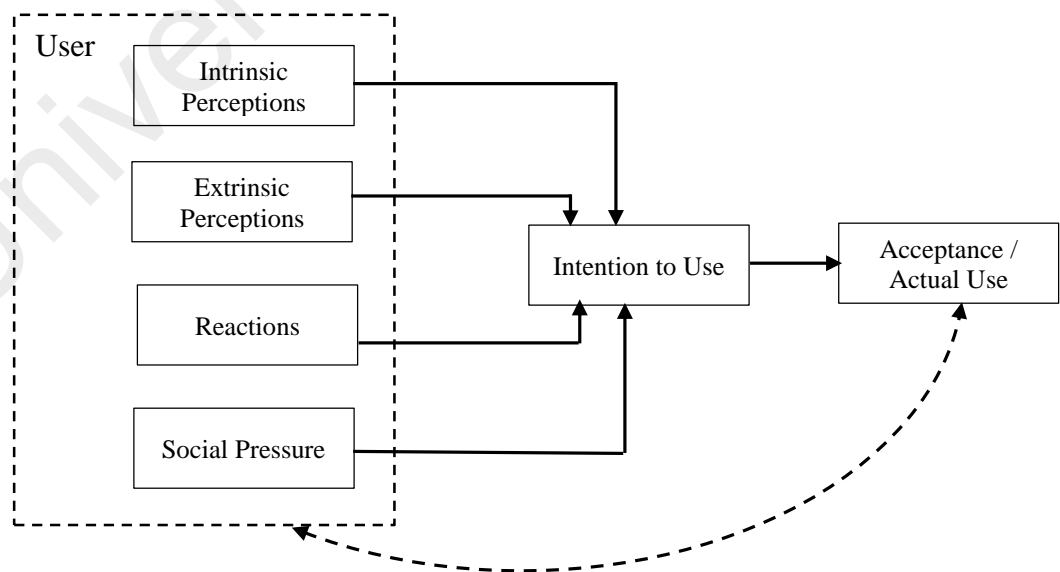 User
Intrinsic
Perceptions
Extrinsic
Perceptions
Reactions
Social Pressure
Intention to Use
Acceptance /
Actual Use